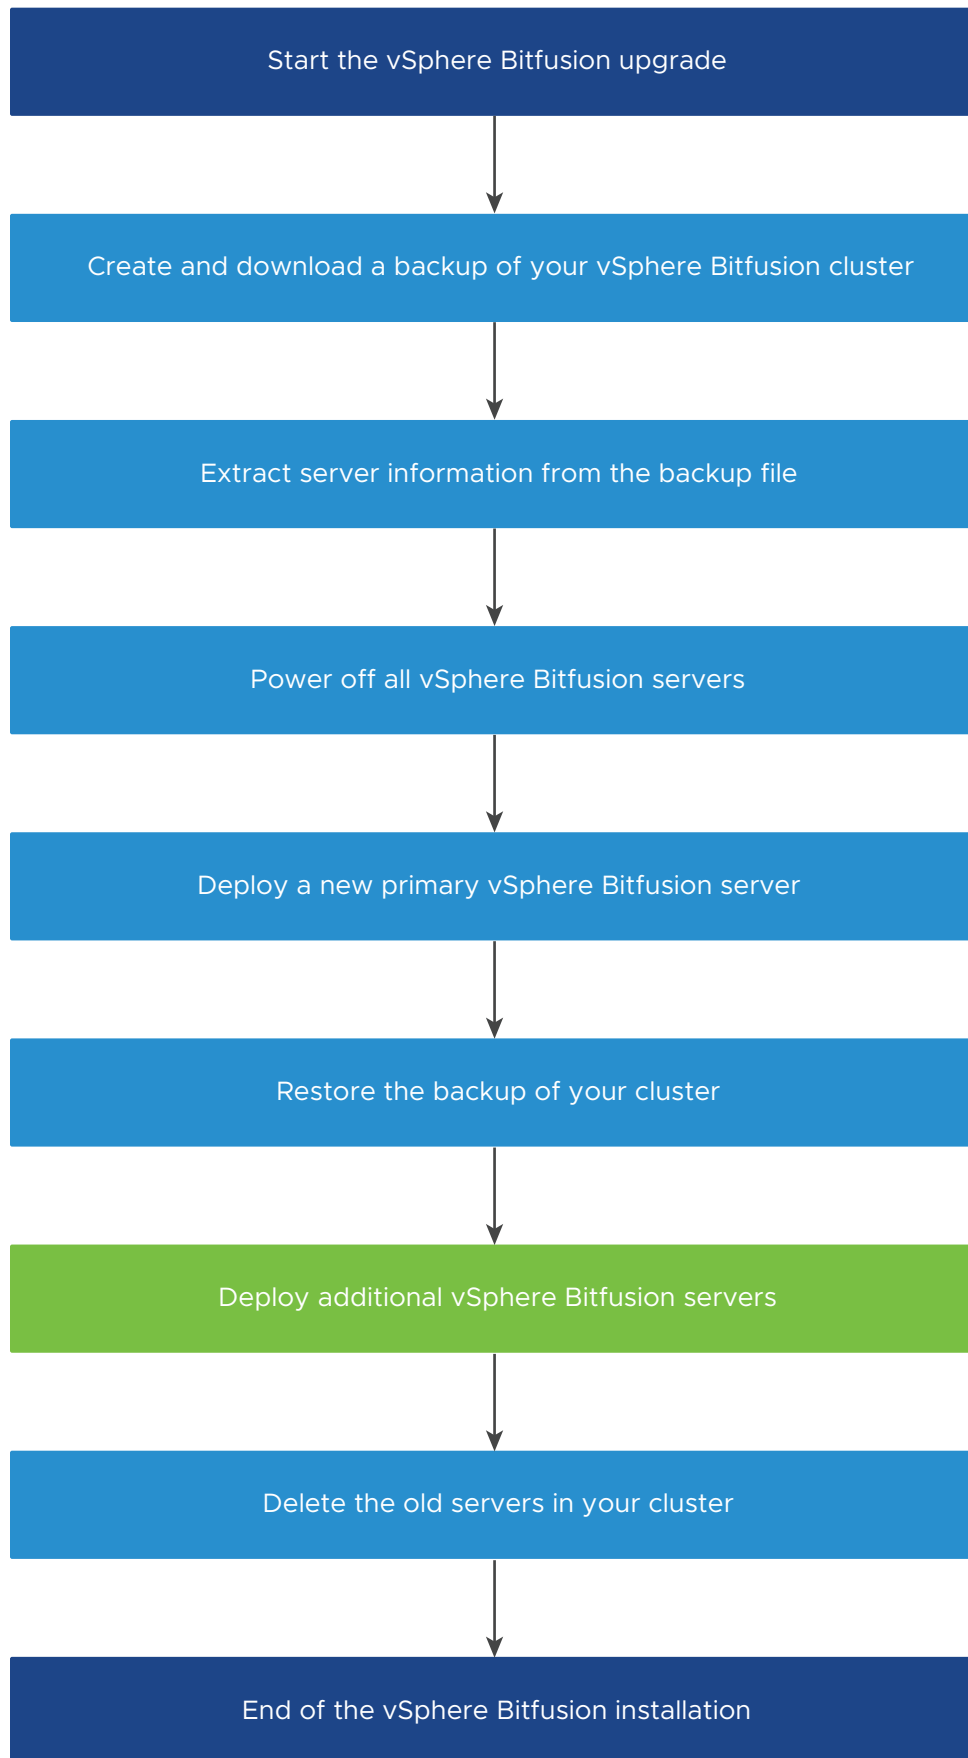 Start the vSphere Bitfusion upgrade
Create and download a backup of your vSphere Bitfusion cluster
Extract server information from the backup file
Power off all vSphere Bitfusion servers
Deploy a new primary vSphere Bitfusion server
Restore the backup of your cluster
Deploy additional vSphere Bitfusion servers
Delete the old servers in your cluster
End of the vSphere Bitfusion installation